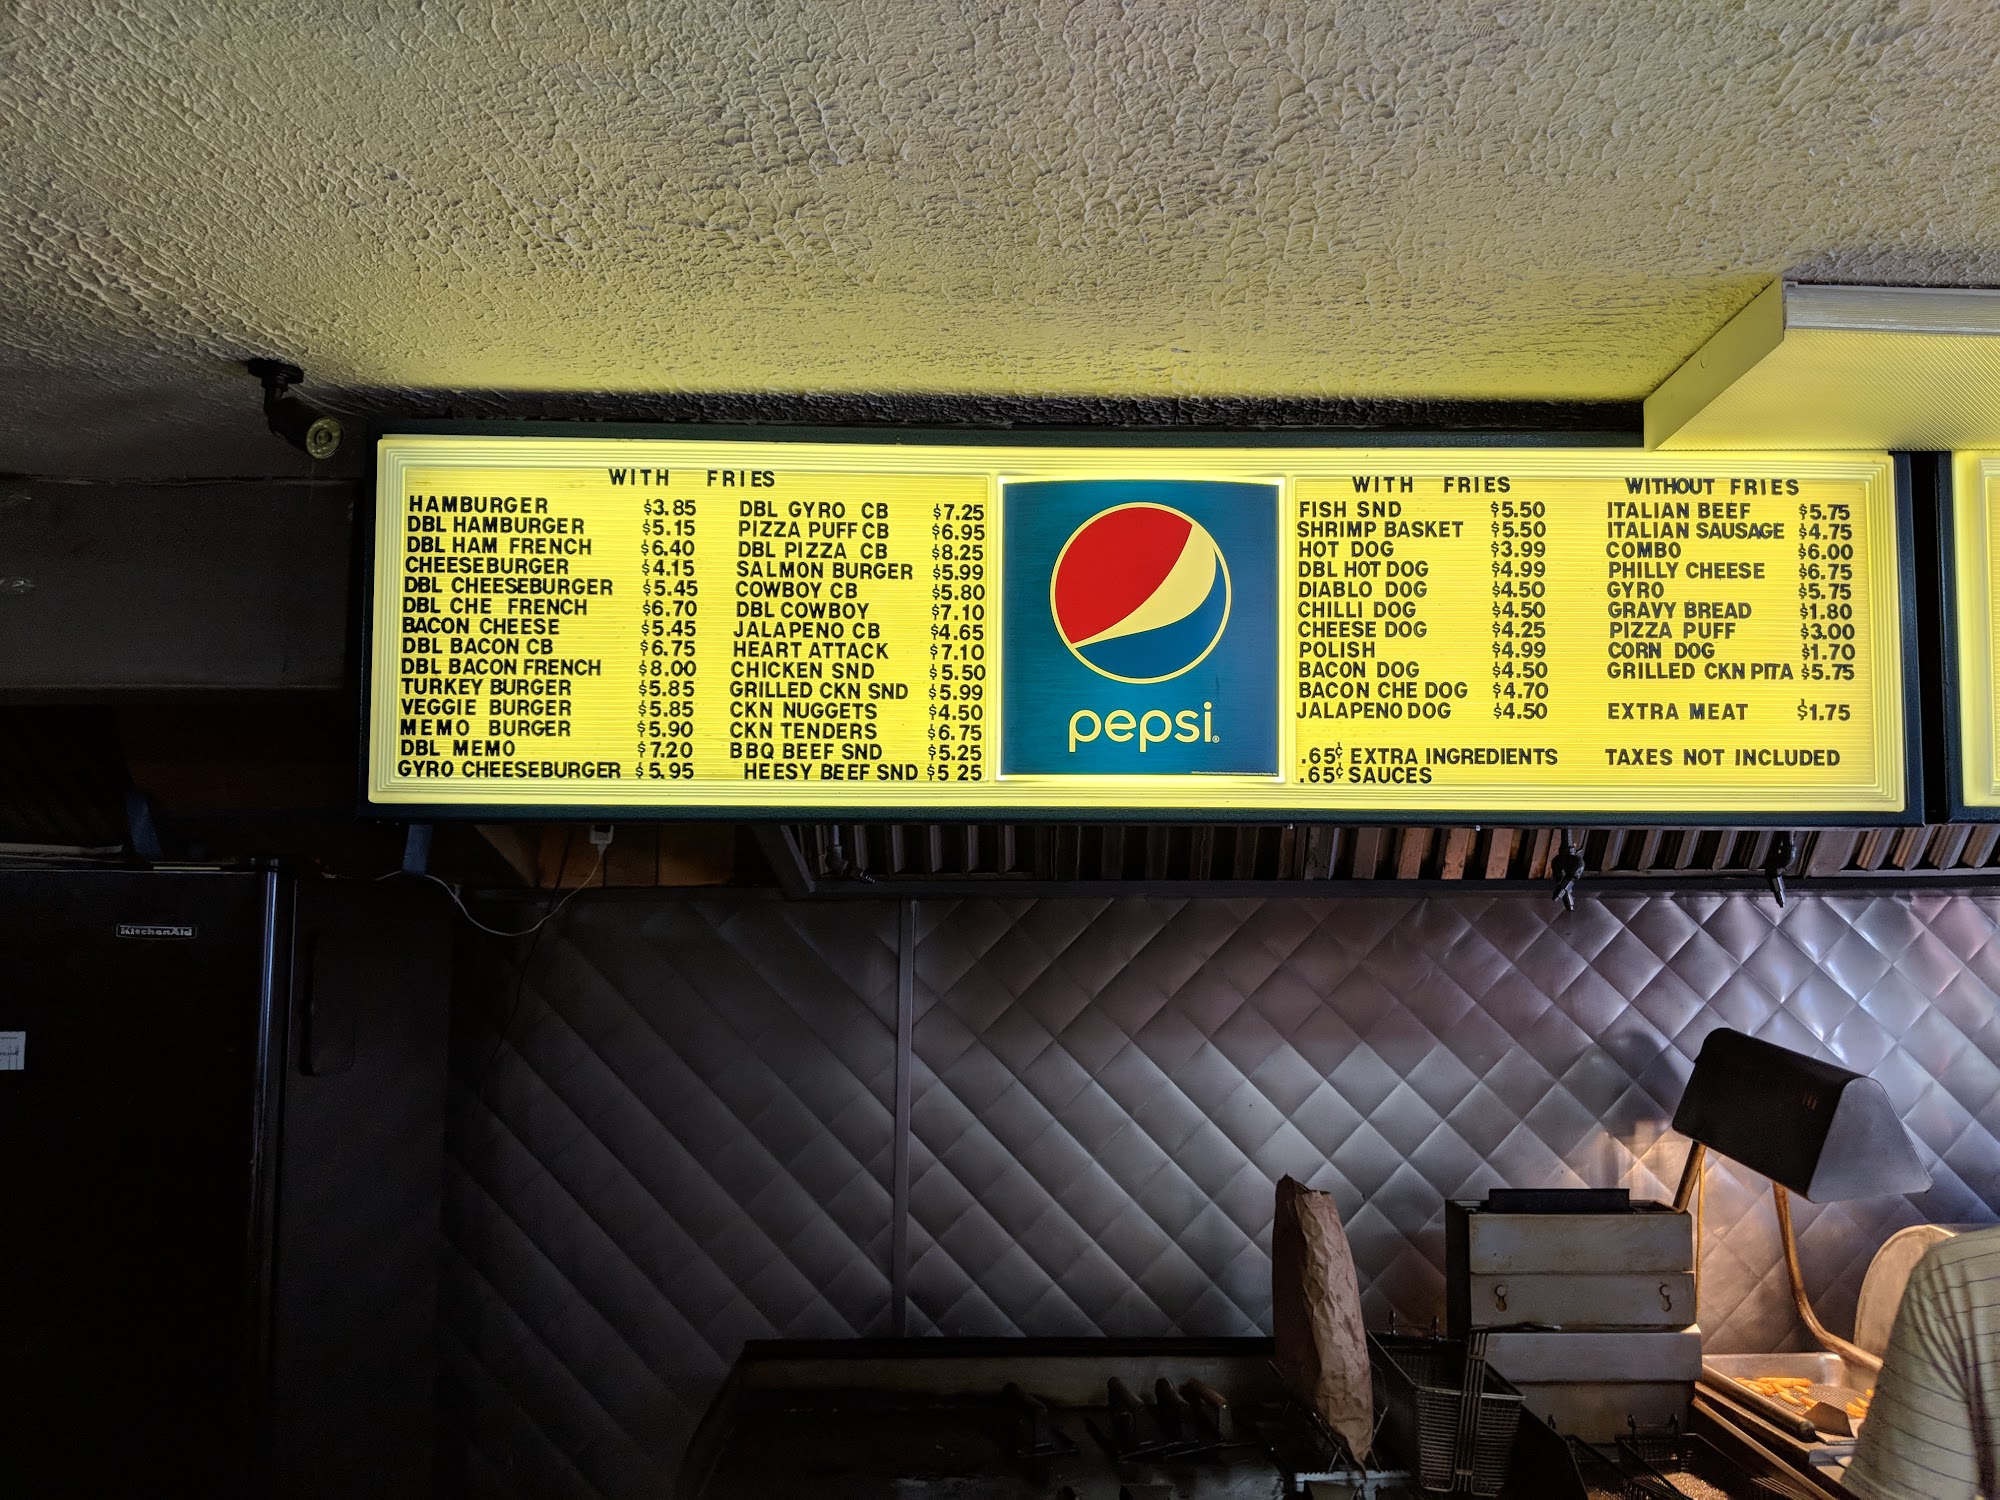 WITH FRIES
HAMBURGER $3.85
DBL HAMBURGER $5.15
DBL HAM FRENCH $6.40
CHEESEBURGER $4.15
DBL CHEESEBURGER $5.45
DBL CHE FRENCH $6.70
BACON CHEESE $5.45
DBL BACON CB $6.75
DBL BACON FRENCH $8.00
TURKEY BURGER $5.85
VEGGIE BURGER $5.85
MEMO BURGER $5.90
DBL MEMO $7.20
GYRO CHEESEBURGER $5.95
DBL GYRO CB $7.25
PIZZA PUFF CB $6.95
DBL PIZZA CB $8.25
SALMON BURGER $5.99
COWBOY CB $5.80
DBL COWBOY $7.10
JALAPENO CB $4.65
HEART ATTACK $7.10
CHICKEN SND $5.50
GRILLED CKN SND $5.99
CKN NUGGETS $4.50
CKN TENDERS $6.75
BBQ BEEF SND $5.25
HEESY BEEF SND $5 25
pepsi®
WITH FRIES
FISH SND $5.50
SHRIMP BASKET $5.50
HOT DOG $3.99
DBL HOT DOG $4.99
DIABLO DOG $4.50
CHILLI DOG $4.50
CHEESE DOG $4.25
POLISH $4.99
BACON DOG $4.50
BACON CHE DOG $4.70
JALAPENO DOG $4.50
.65¢ EXTRA INGREDIENTS
.65¢ SAUCES
WITHOUT FRIES
ITALIAN BEEF $5.75
ITALIAN SAUSAGE $4.75
COMBO $6.00
PHILLY CHEESE $6.75
GYRO $5.75
GRAVY BREAD $1.80
PIZZA PUFF $3.00
CORN DOG $1.70
GRILLED CKN PITA $5.75
EXTRA MEAT $1.75
TAXES NOT INCLUDED
KitchenAid